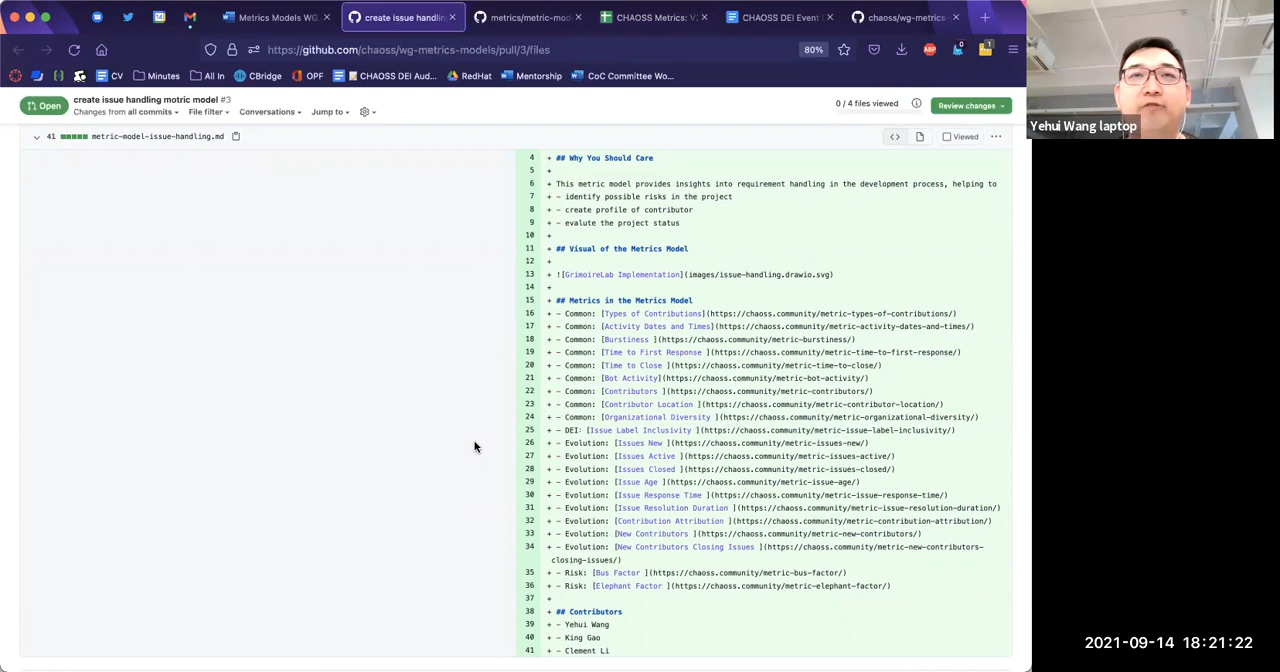 Metrics Models WG
create issue handlin
metrics/metric-mod
CHAOSS Metrics: V
CHAOSS DEI Event
chaoss/wg-metrics-
https://github.com/chaoss/wg-metrics-models/pull/3/files
80%
CV
Minutes
All In
CBridge
OPF
CHAOSS DEI Aud...
RedHat
Mentorship
CoC Committee Wo...
Open
create issue handling motric model #3
Changes from all commits
File filter
Conversations
Jump to
0 / 4 files viewed
Review changes
41 metric-model-issue-handling.md
Viewed
4 + ## Why You Should Care
5 +
6 + This metric model provides insights into requirement handling in the development process, helping to
7 + - identify possible risks in the project
8 + - create profile of contributor
9 + - evalute the project status
10 +
11 + ## Visual of the Metrics Model
12 +
13 + ![GrimoireLab Implementation](images/issue-handling.drawio.svg)
14 +
15 + ## Metrics in the Metrics Model
16 + - Common: [Types of Contributions](https://chaoss.community/metric-types-of-contributions/)
17 + - Common: [Activity Dates and Times](https://chaoss.community/metric-activity-dates-and-times/)
18 + - Common: [Burstiness ](https://chaoss.community/metric-burstiness/)
19 + - Common: [Time to First Response ](https://chaoss.community/metric-time-to-first-response/)
20 + - Common: [Time to Close ](https://chaoss.community/metric-time-to-close/)
21 + - Common: [Bot Activity](https://chaoss.community/metric-bot-activity/)
22 + - Common: [Contributors ](https://chaoss.community/metric-contributors/)
23 + - Common: [Contributor Location ](https://chaoss.community/metric-contributor-location/)
24 + - Common: [Organizational Diversity ](https://chaoss.community/metric-organizational-diversity/)
25 + - DEI: [Issue Label Inclusivity ](https://chaoss.community/metric-issue-label-inclusivity/)
26 + - Evolution: [Issues New ](https://chaoss.community/metric-issues-new/)
27 + - Evolution: [Issues Active ](https://chaoss.community/metric-issues-active/)
28 + - Evolution: [Issues Closed ](https://chaoss.community/metric-issues-closed/)
29 + - Evolution: [Issue Age ](https://chaoss.community/metric-issue-age/)
30 + - Evolution: [Issue Response Time ](https://chaoss.community/metric-issue-response-time/)
31 + - Evolution: [Issue Resolution Duration ](https://chaoss.community/metric-issue-resolution-duration/)
32 + - Evolution: [Contribution Attribution ](https://chaoss.community/metric-contribution-attribution/)
33 + - Evolution: [New Contributors ](https://chaoss.community/metric-new-contributors/)
34 + - Evolution: [New Contributors Closing Issues ](https://chaoss.community/metric-new-contributors-
closing-issues/)
35 + - Risk: [Bus Factor ](https://chaoss.community/metric-bus-factor/)
36 + - Risk: [Elephant Factor ](https://chaoss.community/metric-elephant-factor/)
37 +
38 + ## Contributors
39 + - Yehui Wang
40 + - King Gao
41 + - Clement Li
Yehui Wang laptop
2021-09-14 18:21:22